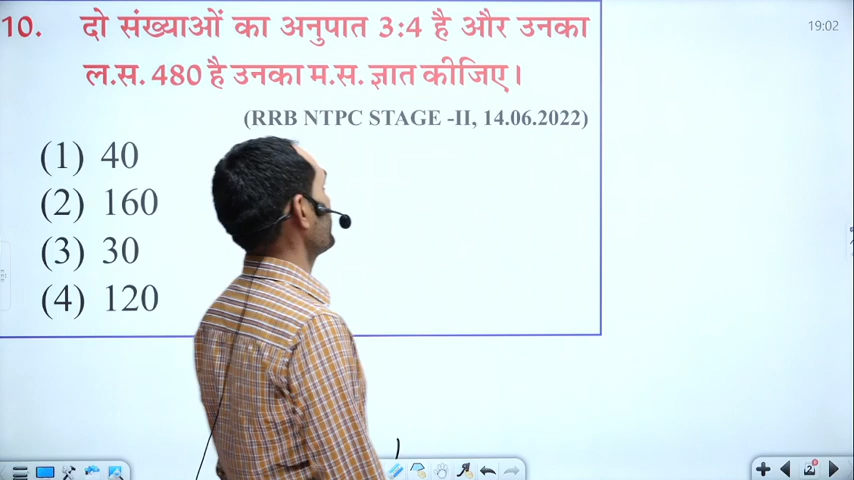 10. दो संख्याओं का अनुपात 3:4 है और उनका
ल.स. 480 है उनका म.स. ज्ञात कीजिए।
(RRB NTPC STAGE -II, 14.06.2022)
(1) 40
(2) 160
(3) 30
(4) 120
19:02
2